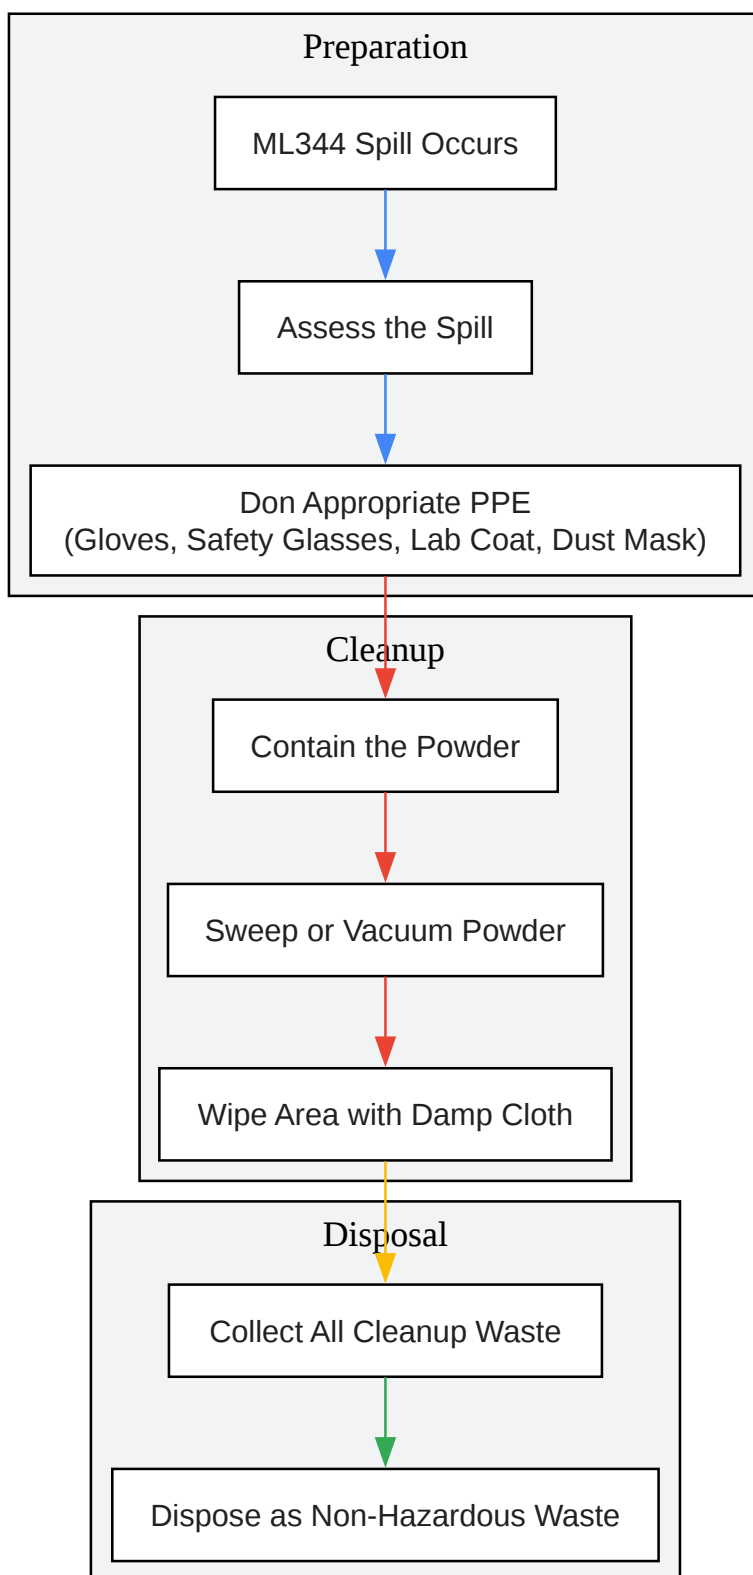 Preparation
ML344 Spill Occurs
Assess the Spill
Don Appropriate PPE
(Gloves, Safety Glasses, Lab Coat, Dust Mask)
Cleanup
Contain the Powder
Sweep or Vacuum Powder
Wipe Area with Damp Cloth
Disposal
Collect All Cleanup Waste
Dispose as Non-Hazardous Waste